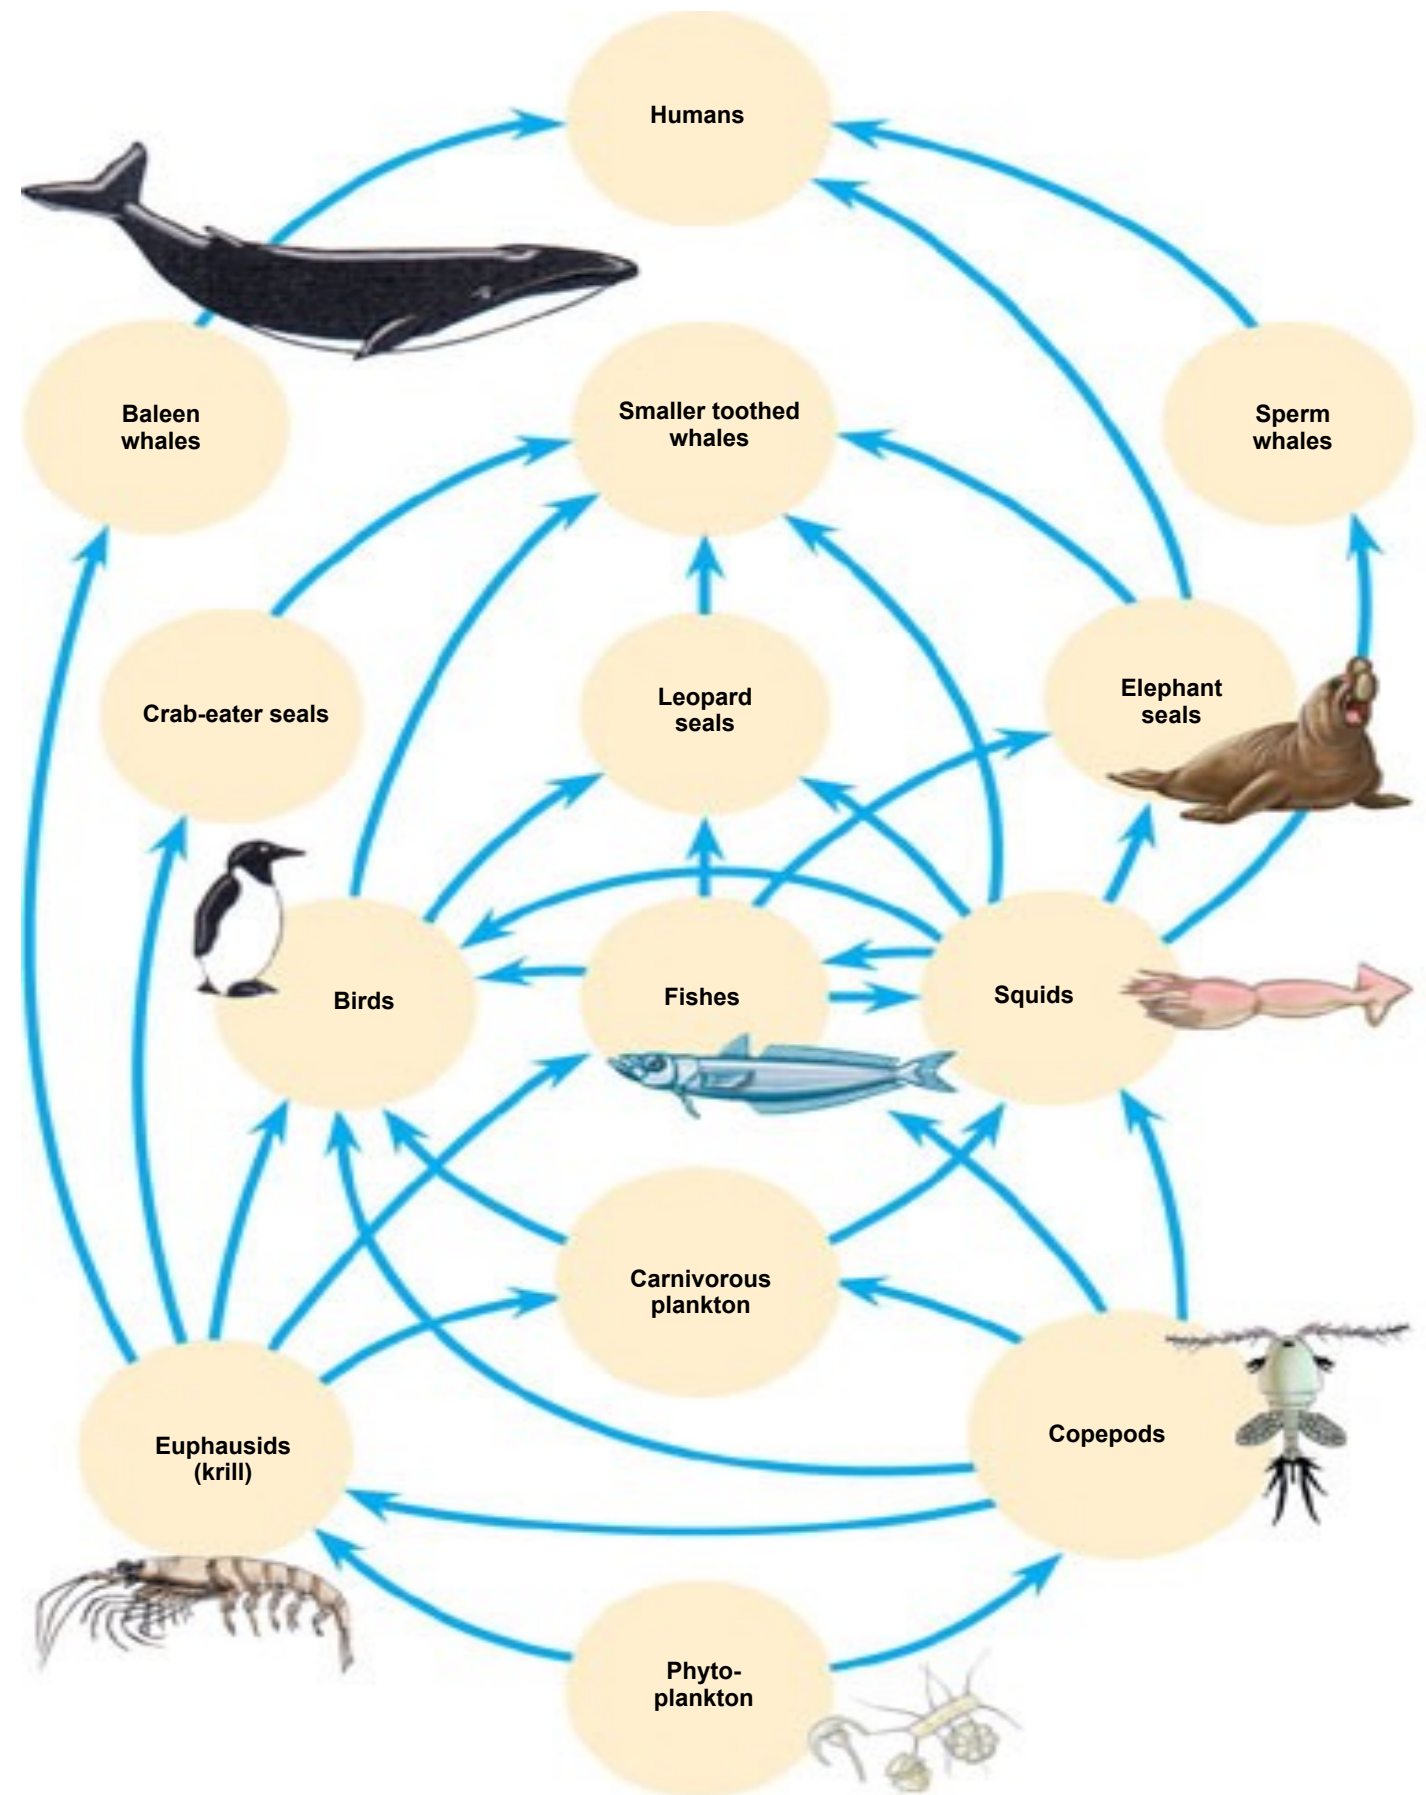 Humans
Baleen
whales
Smaller toothed
whales
Sperm
whales
Crab-eater seals
Leopard
seals
Elephant
seals
Birds
Fishes
Squids
Carnivorous
plankton
Euphausids
(krill)
Copepods
Phyto-
plankton